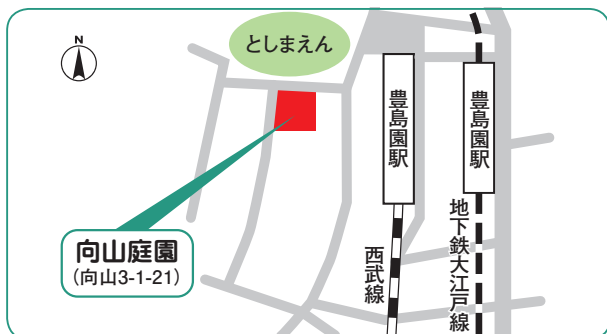 N
としまえん
豊島園駅
豊島園駅
向山庭園
(向山3-1-21)
西武線
地下鉄大江戸線